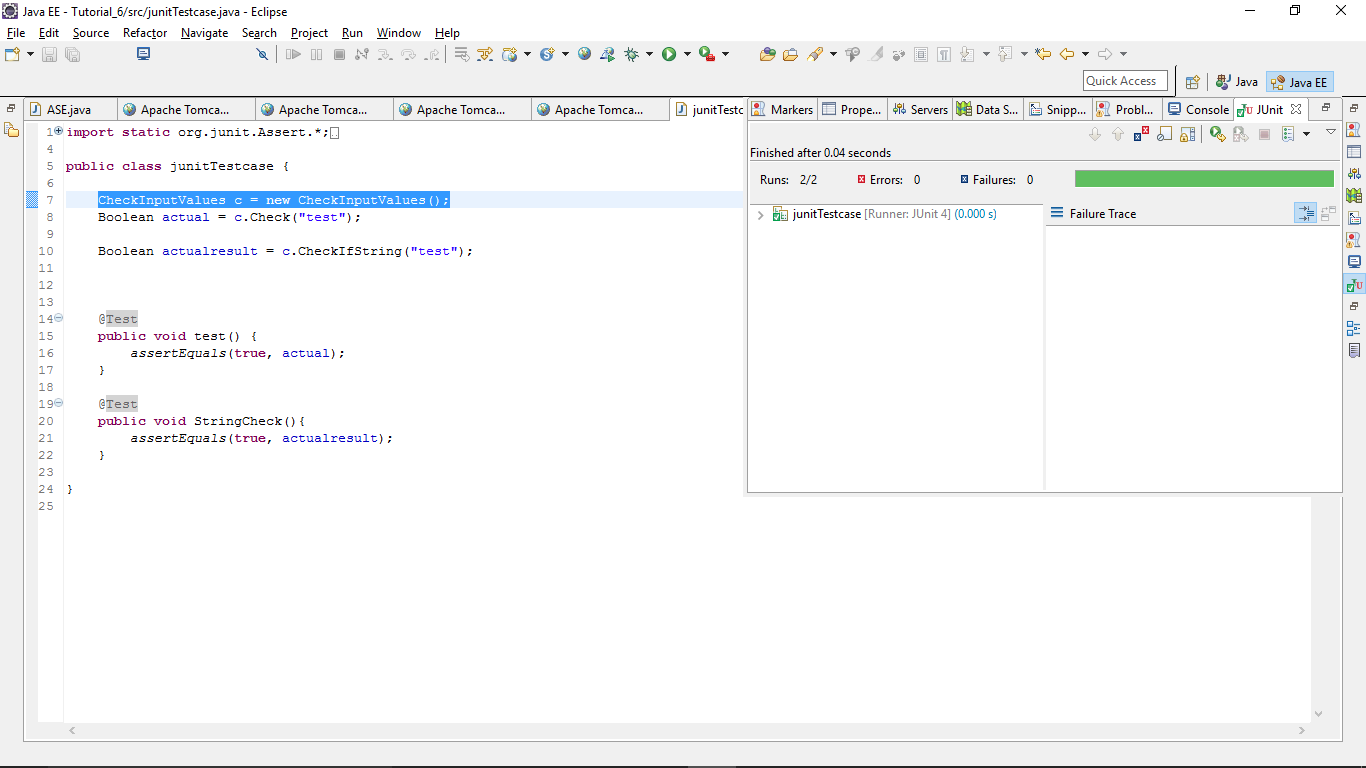 Java EE - Tutorial_6/src/junitTestcase.java - Eclipse
File Edit Source Refactor Navigate Search Project Run Window Help
Quick Access
Java
Java EE
ASE.java
Apache Tomca...
Apache Tomca...
Apache Tomca...
Apache Tomca...
junitTestc
Markers
Prope...
Servers
Data S...
Snipp...
Probl...
Console
JUnit
1 import static org.junit.Assert.*;
4
5 public class junitTestcase {
6
7 CheckInputValues c = new CheckInputValues();
8 Boolean actual = c.Check("test");
9
10 Boolean actualresult = c.CheckIfString("test");
11
12
13
14 @Test
15 public void test() {
16 assertEquals(true, actual);
17 }
18
19 @Test
20 public void StringCheck(){
21 assertEquals(true, actualresult);
22 }
23
24 }
25
Finished after 0.04 seconds
Runs: 2/2 Errors: 0 Failures: 0
junitTestcase [Runner: JUnit 4] (0.000 s)
Failure Trace